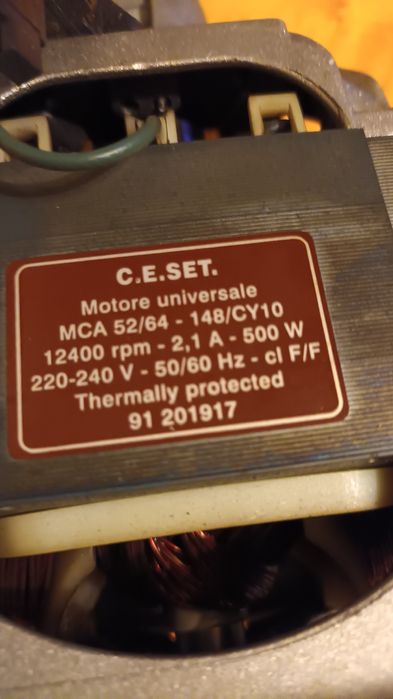 C.E.SET.
Motore universale
MCA 52/64 - 148/CY10
12400 rpm - 2,1 A - 500 W
220-240 V - 50/60 Hz - cl F/F
Thermally protected
91 201917